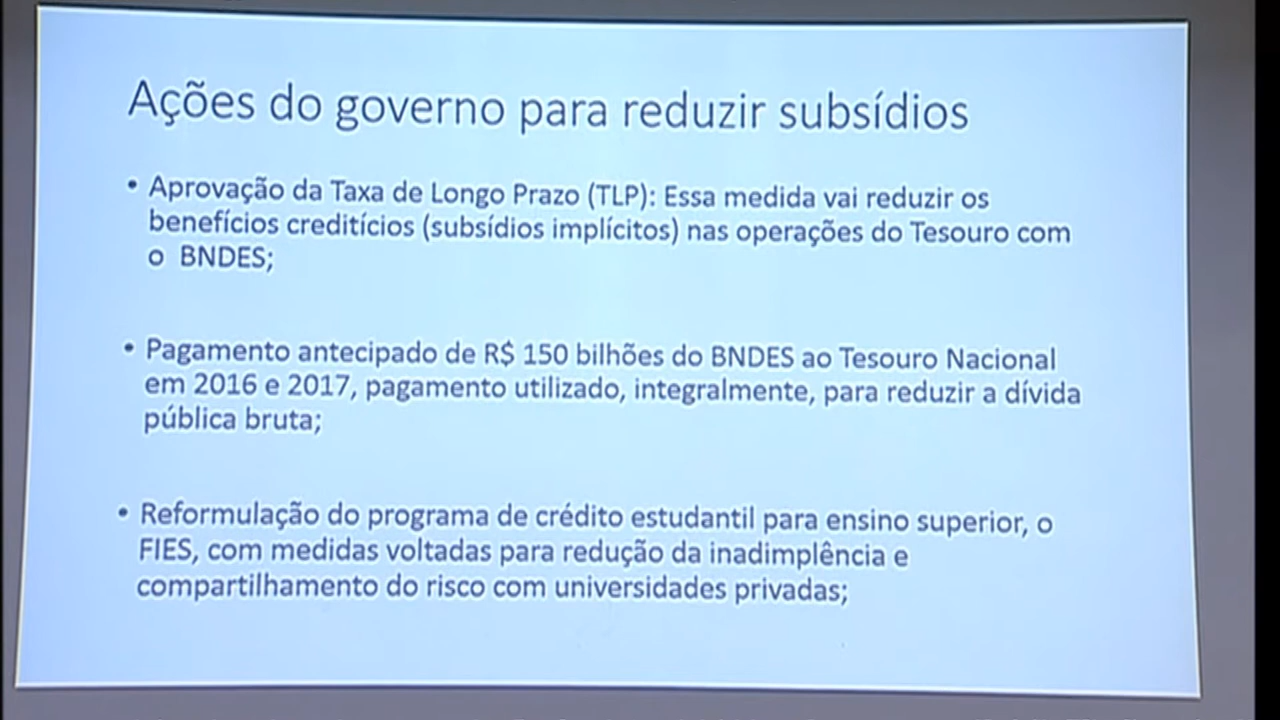 Ações do governo para reduzir subsídios
• Aprovação da Taxa de Longo Prazo (TLP): Essa medida vai reduzir os
benefícios creditícios (subsídios implícitos) nas operações do Tesouro com
o BNDES;
• Pagamento antecipado de R$ 150 bilhões do BNDES ao Tesouro Nacional
em 2016 e 2017, pagamento utilizado, integralmente, para reduzir a dívida
pública bruta;
• Reformulação do programa de crédito estudantil para ensino superior, o
FIES, com medidas voltadas para redução da inadimplência e
compartilhamento do risco com universidades privadas;